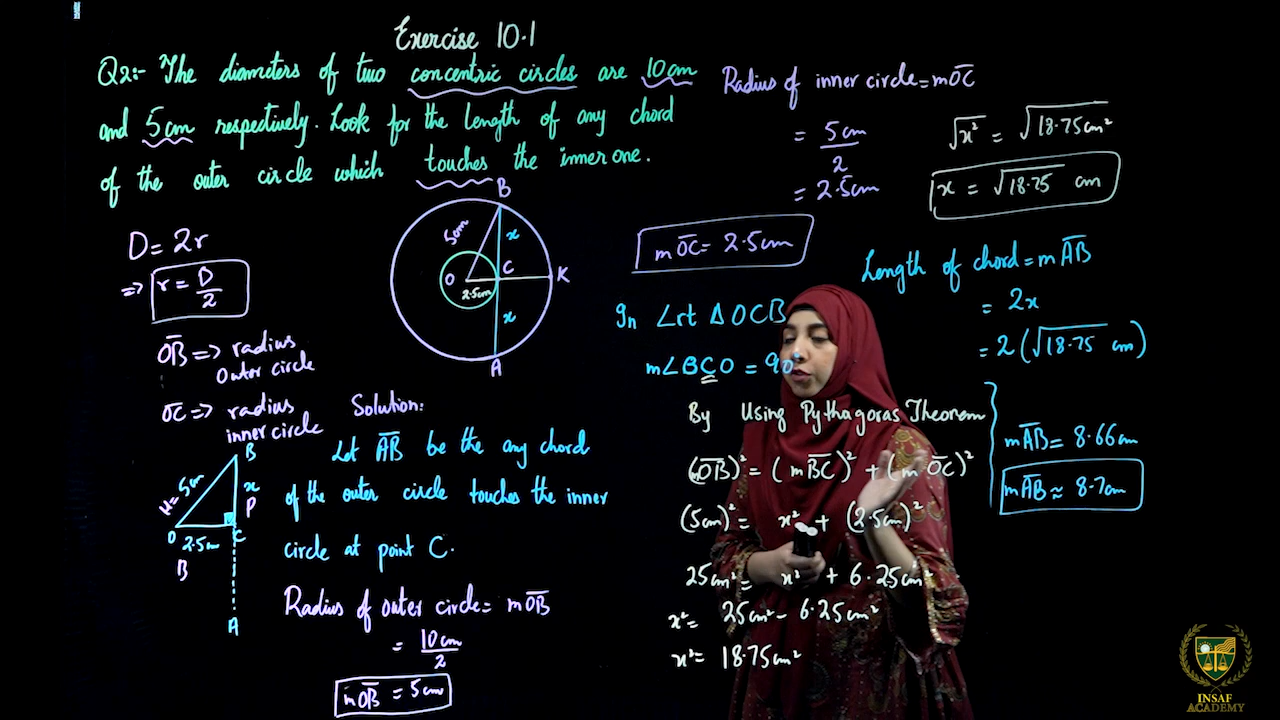 Exercise 10.1
Q2:- The diameters of two concentric circles are 10cm
and 5cm respectively. Look for the length of any chord
of the outer circle which touches the inner one.
D = 2r
=> r = D/2
OB => radius
outer circle
OC => radius
inner circle
B
5cm
x
O
C
K
2.5cm
x
A
H = 5cm
B
x
P
O
2.5cm
C
B
A
Solution:
Let AB be the any chord
of the outer circle touches the inner
circle at point C.
Radius of outer circle = mOB
= 10cm/2
mOB = 5cm
Radius of inner circle = mOC
= 5cm/2
= 2.5cm
mOC = 2.5cm
In ∠rt ΔOCB
m∠BCO = 90°
By Using Pythagoras Theorem
(mOB)² = (mBC)² + (mOC)²
(5cm)² = x² + (2.5cm)²
25cm² = x² + 6.25cm²
x² = 25cm² - 6.25cm²
x² = 18.75cm²
√x² = √18.75cm²
x = √18.75 cm
Length of chord = mAB
= 2x
= 2(√18.75 cm)
mAB = 8.66cm
mAB ≈ 8.7cm
INSAF
ACADEMY